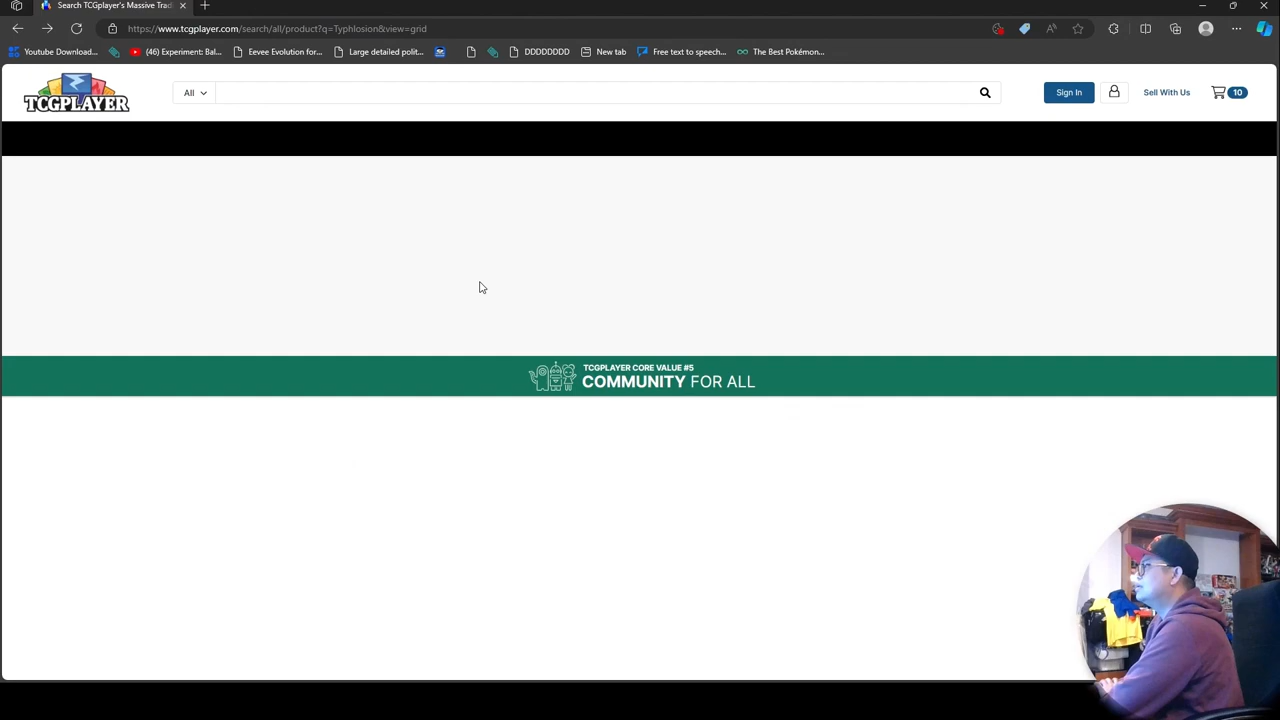 Search TCGplayer's Massive Trad
https://www.tcgplayer.com/search/all/product?q=Typhlosion&view=grid
Youtube Download...
(46) Experiment: Bal...
Eevee Evolution for...
Large detailed polit...
DDDDDDDD
New tab
Free text to speech...
The Best Pokémon...
TCGPLAYER
All
Sign In
Sell With Us
10
TCGPLAYER CORE VALUE #5
COMMUNITY FOR ALL